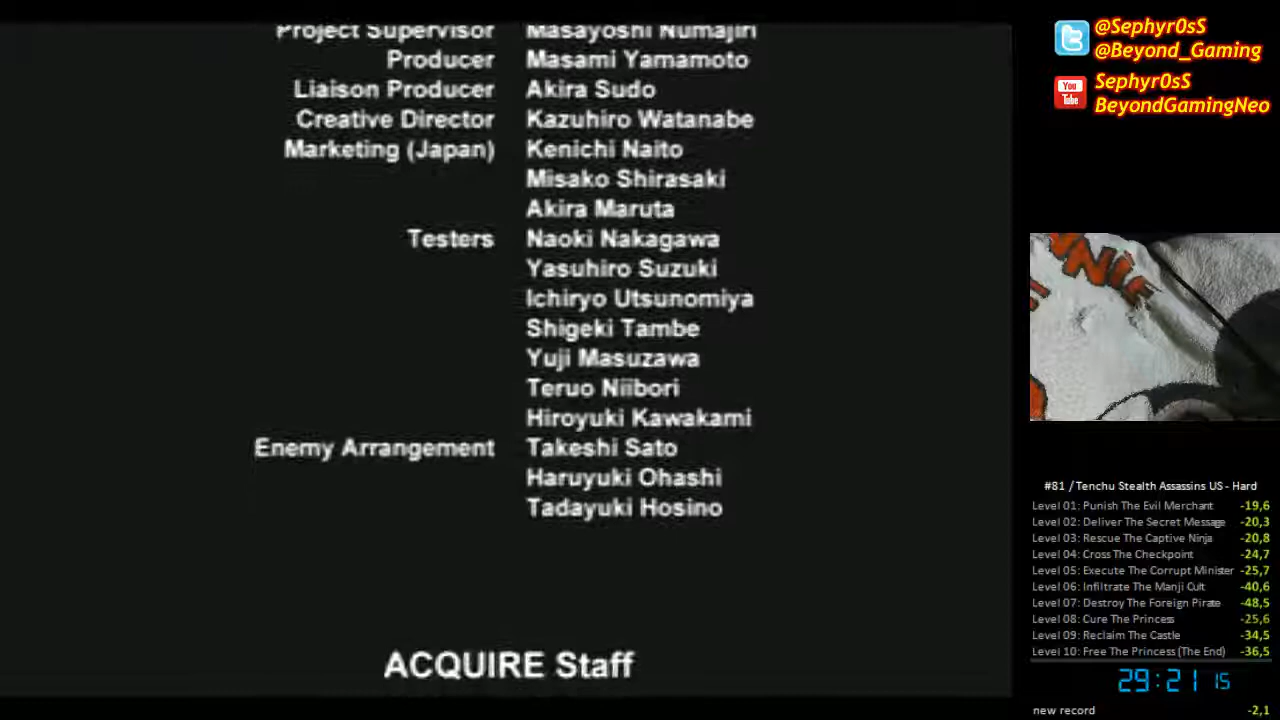 Project Supervisor Masayoshi Numajiri
Producer Masami Yamamoto
Liaison Producer Akira Sudo
Creative Director Kazuhiro Watanabe
Marketing (Japan) Kenichi Naito
Misako Shirasaki
Akira Maruta
Testers Naoki Nakagawa
Yasuhiro Suzuki
Ichiryo Utsunomiya
Shigeki Tambe
Yuji Masuzawa
Teruo Niibori
Hiroyuki Kawakami
Enemy Arrangement Takeshi Sato
Haruyuki Ohashi
Tadayuki Hosino
ACQUIRE Staff
@Sephyr0sS
@Beyond_Gaming
You
Tube
Sephyr0sS
BeyondGamingNeo
#81 / Tenchu Stealth Assassins US - Hard
Level 01: Punish The Evil Merchant -19,6
Level 02: Deliver The Secret Message -20,3
Level 03: Rescue The Captive Ninja -20,8
Level 04: Cross The Checkpoint -24,7
Level 05: Execute The Corrupt Minister -25,7
Level 06: Infiltrate The Manji Cult -40,6
Level 07: Destroy The Foreign Pirate -48,5
Level 08: Cure The Princess -25,6
Level 09: Reclaim The Castle -34,5
Level 10: Free The Princess (The End) -36,5
29:21 15
new record -2,1